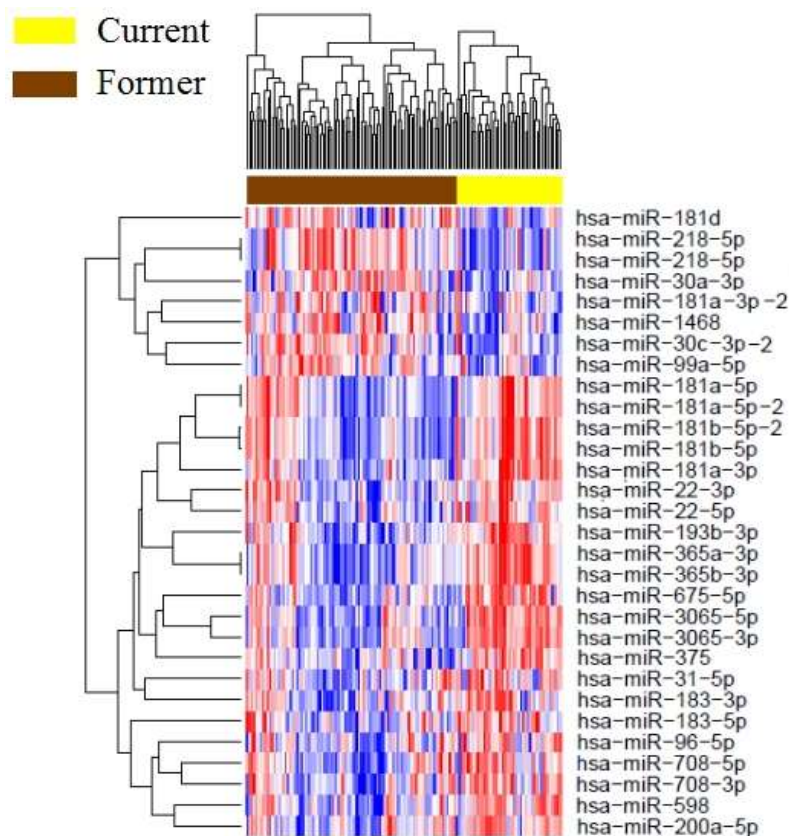 Current
Former
hsa-miR-181d
hsa-miR-218-5p
hsa-miR-218-5p
hsa-miR-30a-3p
hsa-miR-181a-3p-2
hsa-miR-1468
hsa-miR-30c-3p-2
hsa-miR-99a-5p
hsa-miR-181a-5p
hsa-miR-181a-5p-2
hsa-miR-181b-5p-2
hsa-miR-181b-5p
hsa-miR-181a-3p
hsa-miR-22-3p
hsa-miR-22-5p
hsa-miR-193b-3p
hsa-miR-365a-3p
hsa-miR-365b-3p
hsa-miR-675-5p
hsa-miR-3065-5p
hsa-miR-3065-3p
hsa-miR-375
hsa-miR-31-5p
hsa-miR-183-3p
hsa-miR-183-5p
hsa-miR-96-5p
hsa-miR-708-5p
hsa-miR-708-3p
hsa-miR-598
hsa-miR-200a-5p